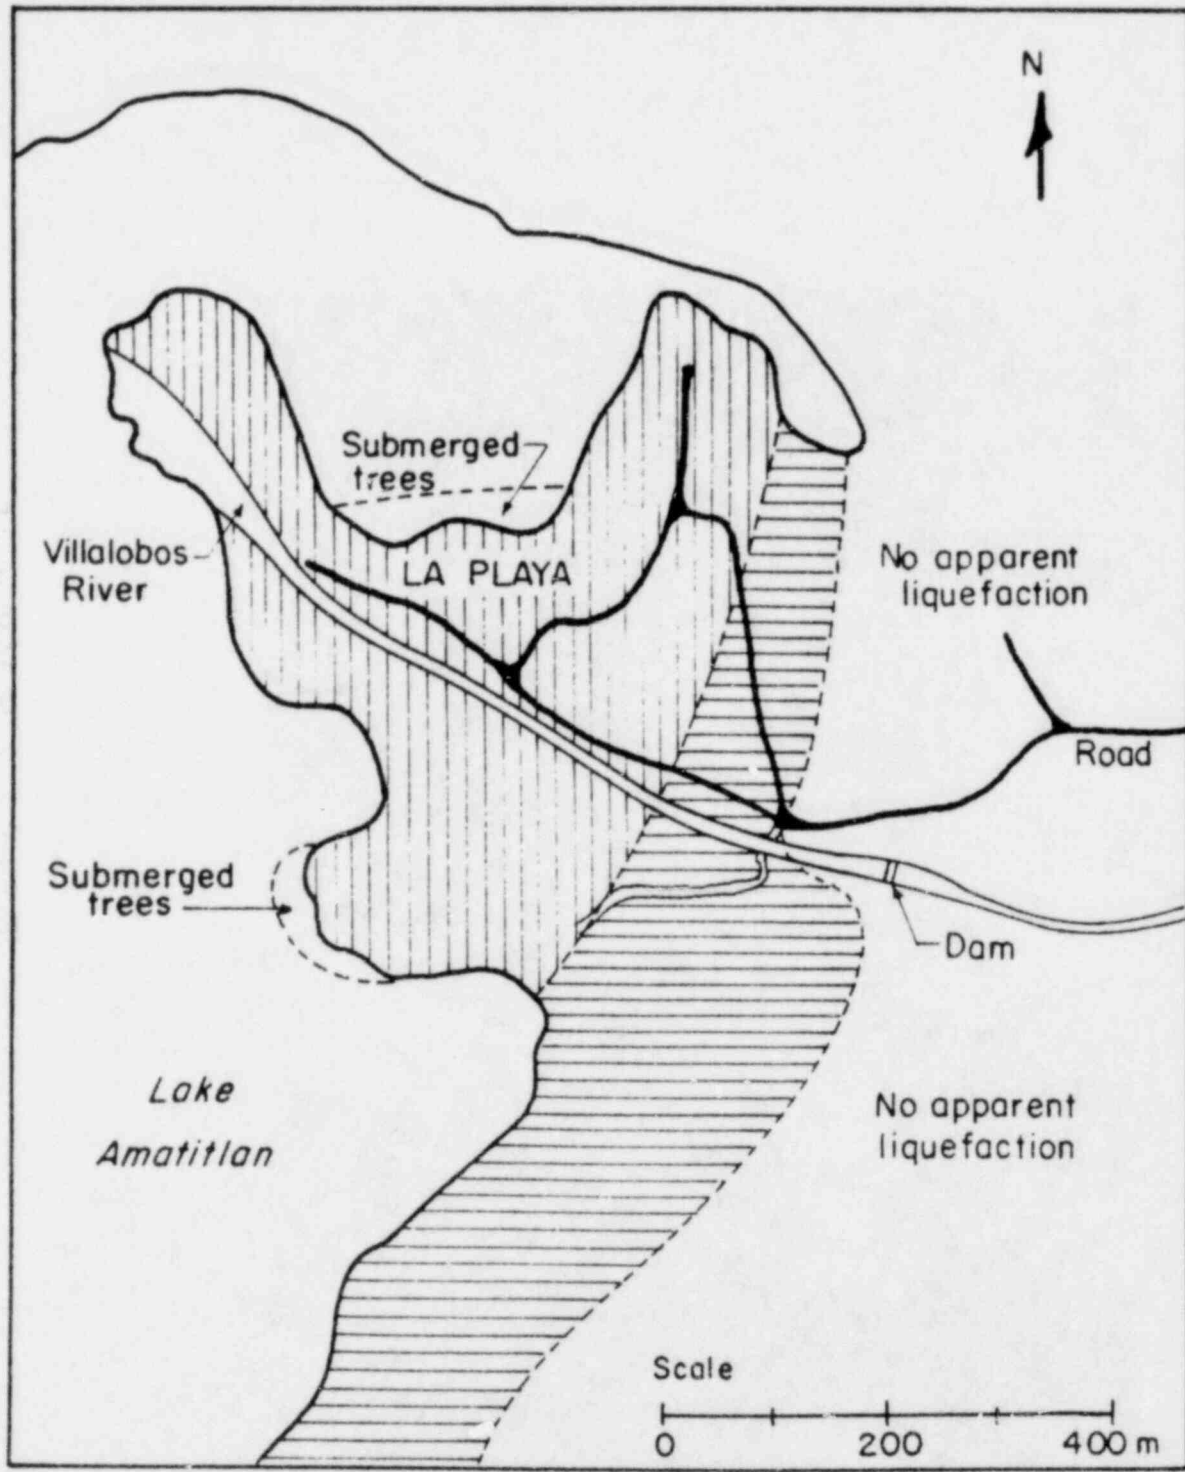 N
Submerged
trees
Villalobos
River
LA PLAYA
No apparent
liquefaction
Road
Submerged
trees
Dam
Lake
Amatitlan
No apparent
liquefaction
Scale
0 200 400 m